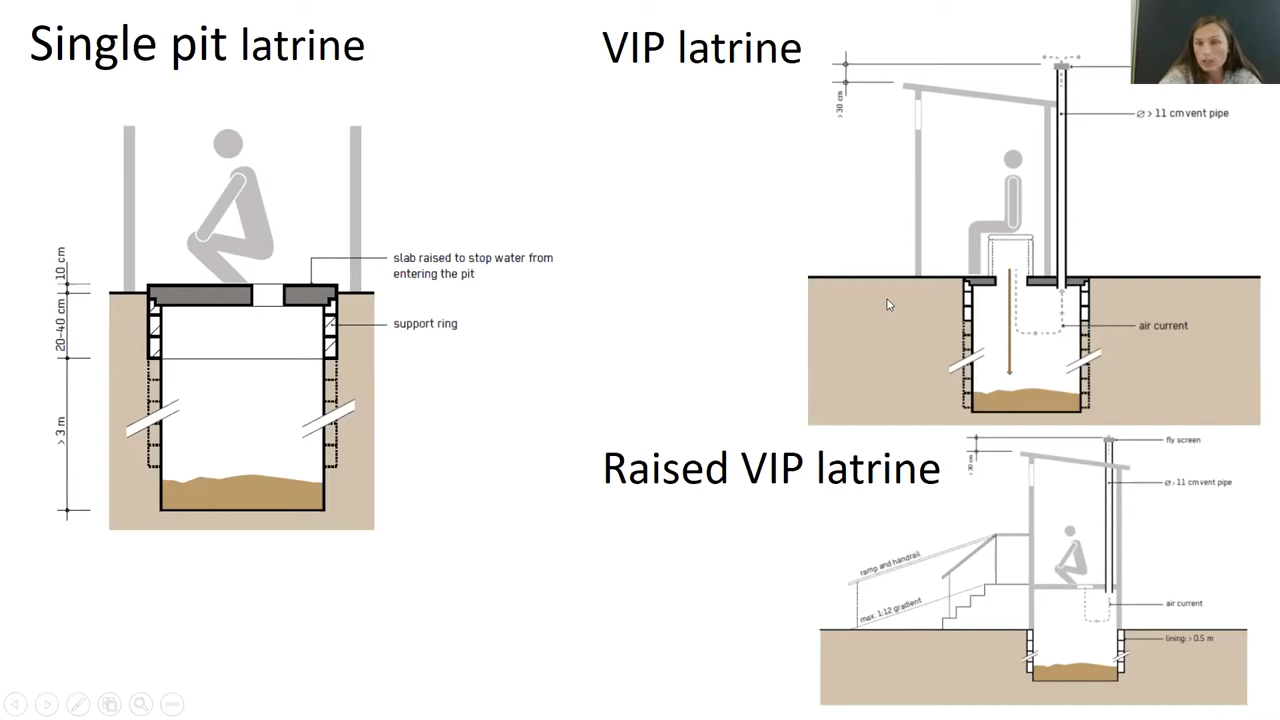 Single pit latrine
10 cm
20-40 cm
> 3 m
slab raised to stop water from
entering the pit
support ring
VIP latrine
>30 cm
Ø > 11 cm vent pipe
air current
Raised VIP latrine
>30 cm
fly screen
Ø > 11 cm vent pipe
ramp and handrail
max. 1:12 gradient
air current
lining: > 0.5 m